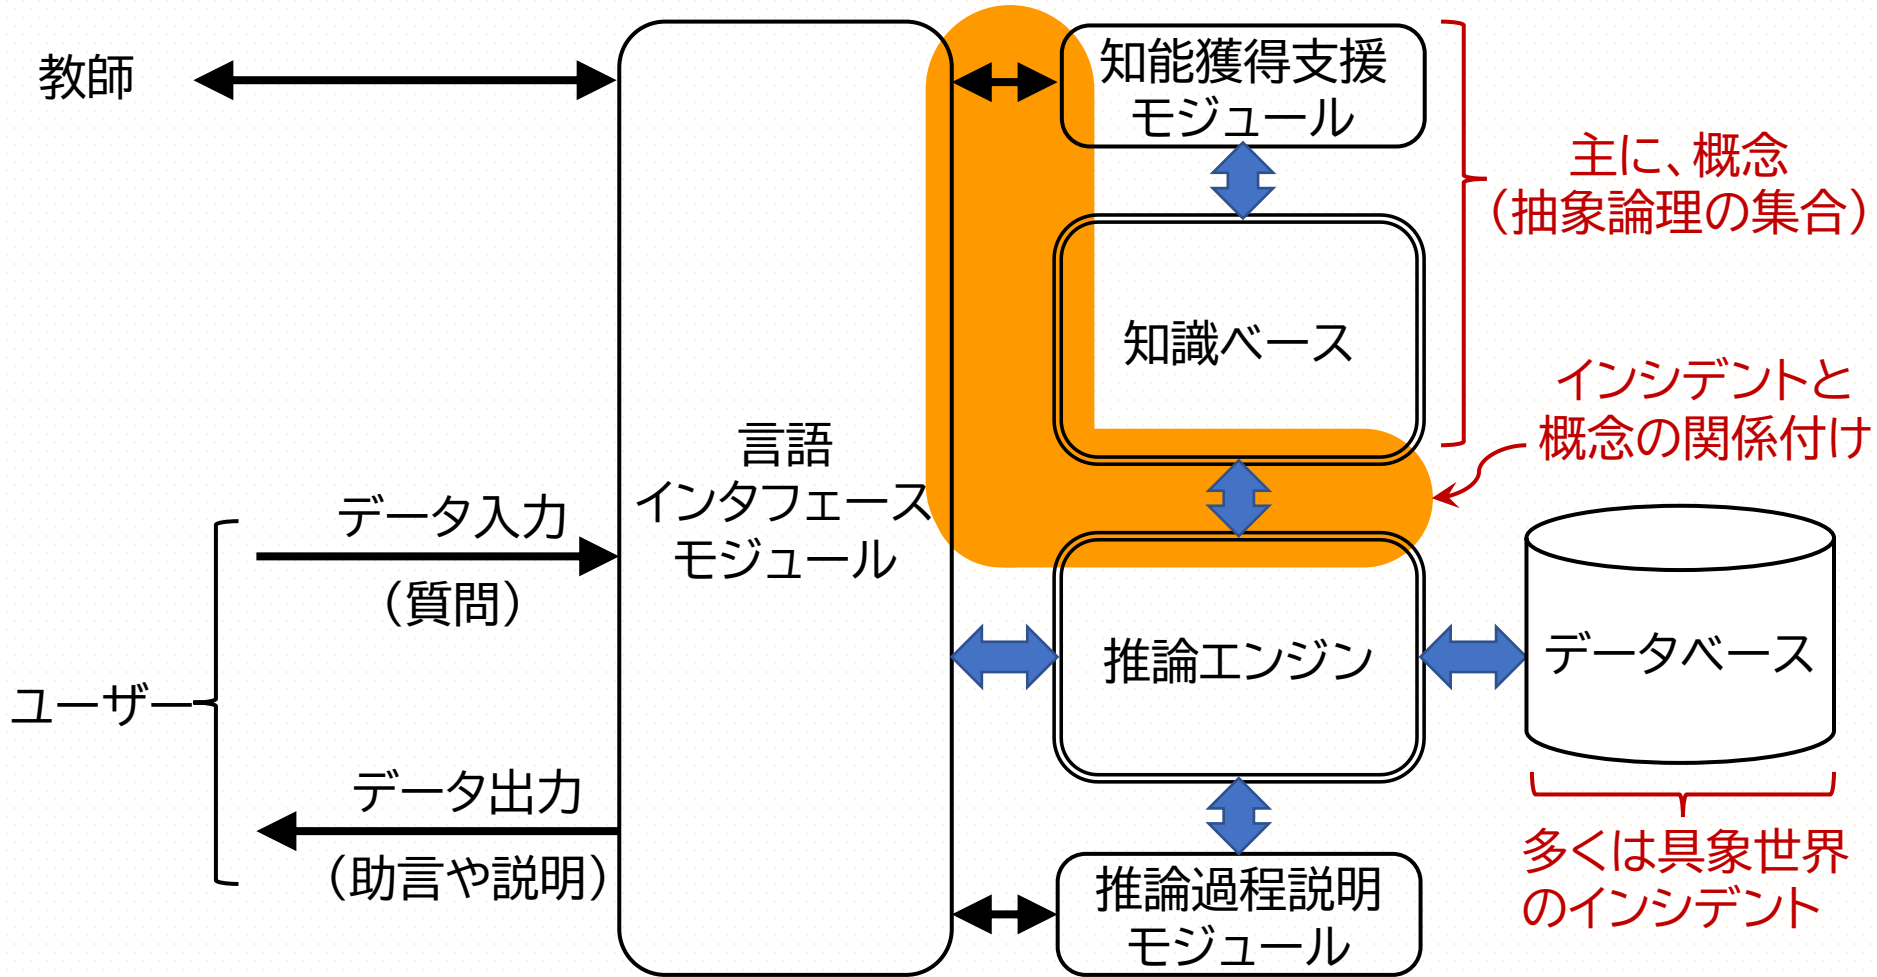 教師
知能獲得支援
モジュール
主に、概念
（抽象論理の集合）
知識ベース
インシデントと
概念の関係付け
言語
インタフェース
モジュール
データ入力
（質問）
推論エンジン
データベース
ユーザー
データ出力
（助言や説明）
推論過程説明
モジュール
多くは具象世界
のインシデント